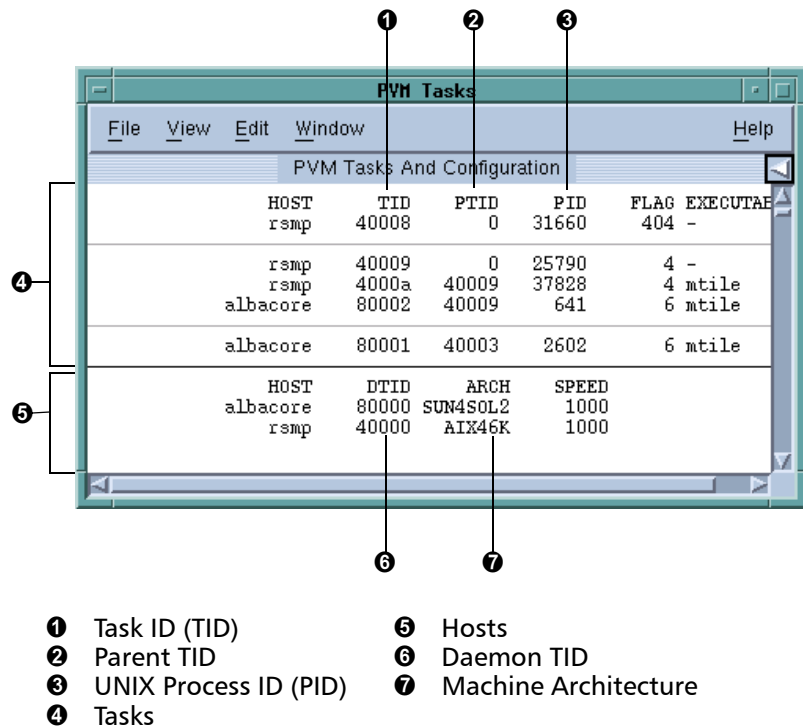 ❶ ❷ ❸
PVM Tasks
File View Edit Window Help
PVM Tasks And Configuration
HOST TID PTID PID FLAG EXECUTAB
rsmp 40008 0 31660 404 -
rsmp 40009 0 25790 4 -
❹ rsmp 4000a 40009 37828 4 mtile
albacore 80002 40009 641 6 mtile
albacore 80001 40003 2602 6 mtile
HOST DTID ARCH SPEED
❺ albacore 80000 SUN4SOL2 1000
rsmp 40000 AIX46K 1000
❻ ❼
❶ Task ID (TID)
❷ Parent TID
❸ UNIX Process ID (PID)
❹ Tasks
❺ Hosts
❻ Daemon TID
❼ Machine Architecture